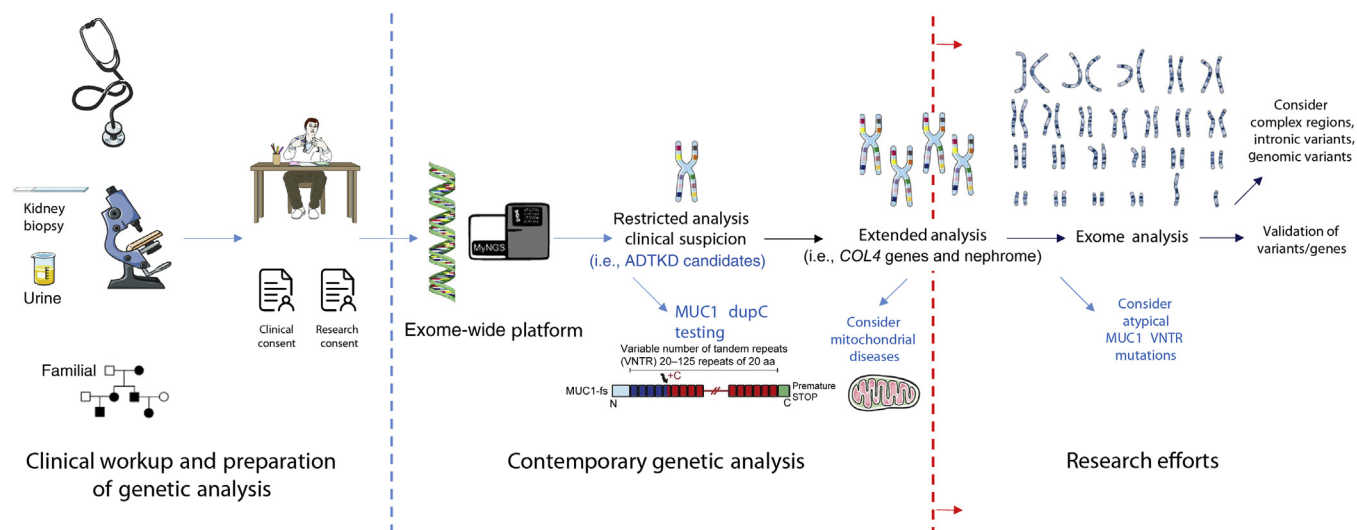 Kidney
biopsy
Urine
Familial
Clinical
consent
Research
consent
Clinical workup and preparation
of genetic analysis
MyNGS
Exome-wide platform
Restricted analysis
clinical suspicion
(i.e., ADTKD candidates)
MUC1 dupC
testing
Variable number of tandem repeats
(VNTR) 20–125 repeats of 20 aa
+C
MUC1-fs
N
C
Premature
STOP
Extended analysis
(i.e., COL4 genes and nephrome)
Consider
mitochondrial
diseases
Contemporary genetic analysis
Exome analysis
Consider
complex regions,
intronic variants,
genomic variants
Validation of
variants/genes
Consider
atypical
MUC1 VNTR
mutations
Research efforts